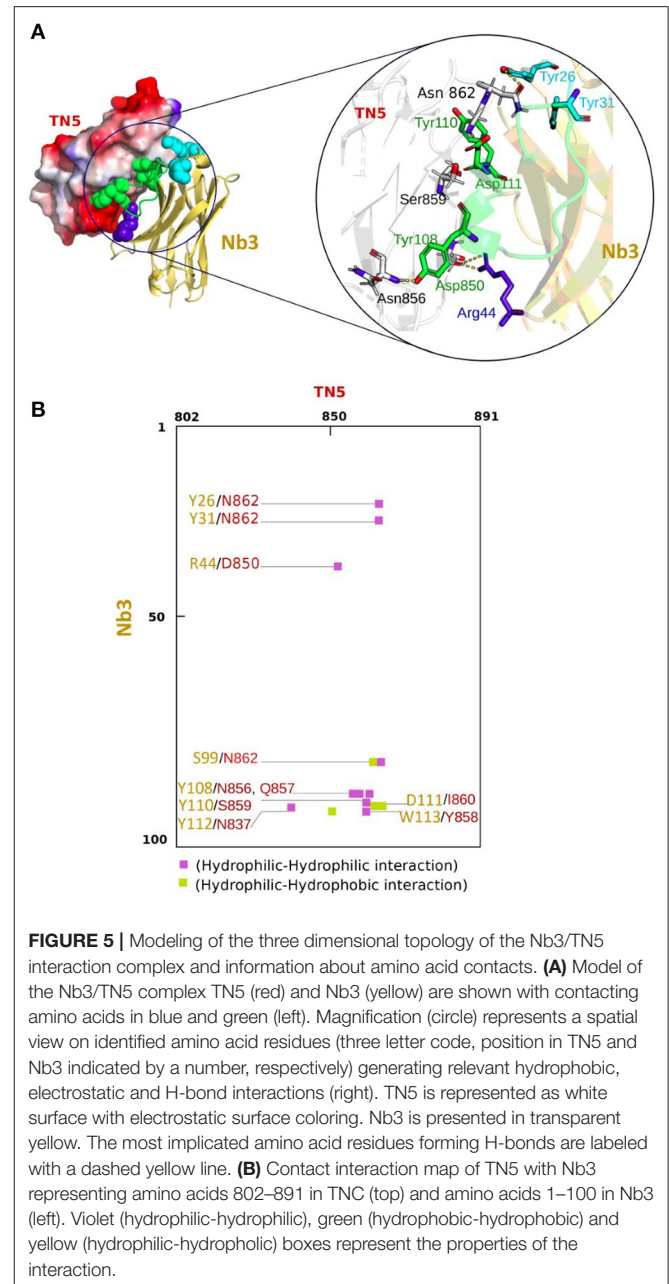 A
TN5
Nb3
TN5
Asn 862
Tyr26
Tyr31
Tyr110
Asp111
Ser859
Tyr108
Asp850
Asn856
Arg44
Nb3
B
TN5
802 850 891
1
Y26/N862
Y31/N862
R44/D850
Nb3
50
S99/N862
Y108/N856, Q857
Y110/S859
D111/I860
Y112/N837
W113/Y858
100
(Hydrophilic-Hydrophilic interaction)
(Hydrophilic-Hydrophobic interaction)
FIGURE 5 | Modeling of the three dimensional topology of the Nb3/TN5
interaction complex and information about amino acid contacts. (A) Model of
the Nb3/TN5 complex TN5 (red) and Nb3 (yellow) are shown with contacting
amino acids in blue and green (left). Magnification (circle) represents a spatial
view on identified amino acid residues (three letter code, position in TN5 and
Nb3 indicated by a number, respectively) generating relevant hydrophobic,
electrostatic and H-bond interactions (right). TN5 is represented as white
surface with electrostatic surface coloring. Nb3 is presented in transparent
yellow. The most implicated amino acid residues forming H-bonds are labeled
with a dashed yellow line. (B) Contact interaction map of TN5 with Nb3
representing amino acids 802–891 in TNC (top) and amino acids 1–100 in Nb3
(left). Violet (hydrophilic-hydrophilic), green (hydrophobic-hydrophobic) and
yellow (hydrophilic-hydropholic) boxes represent the properties of the
interaction.